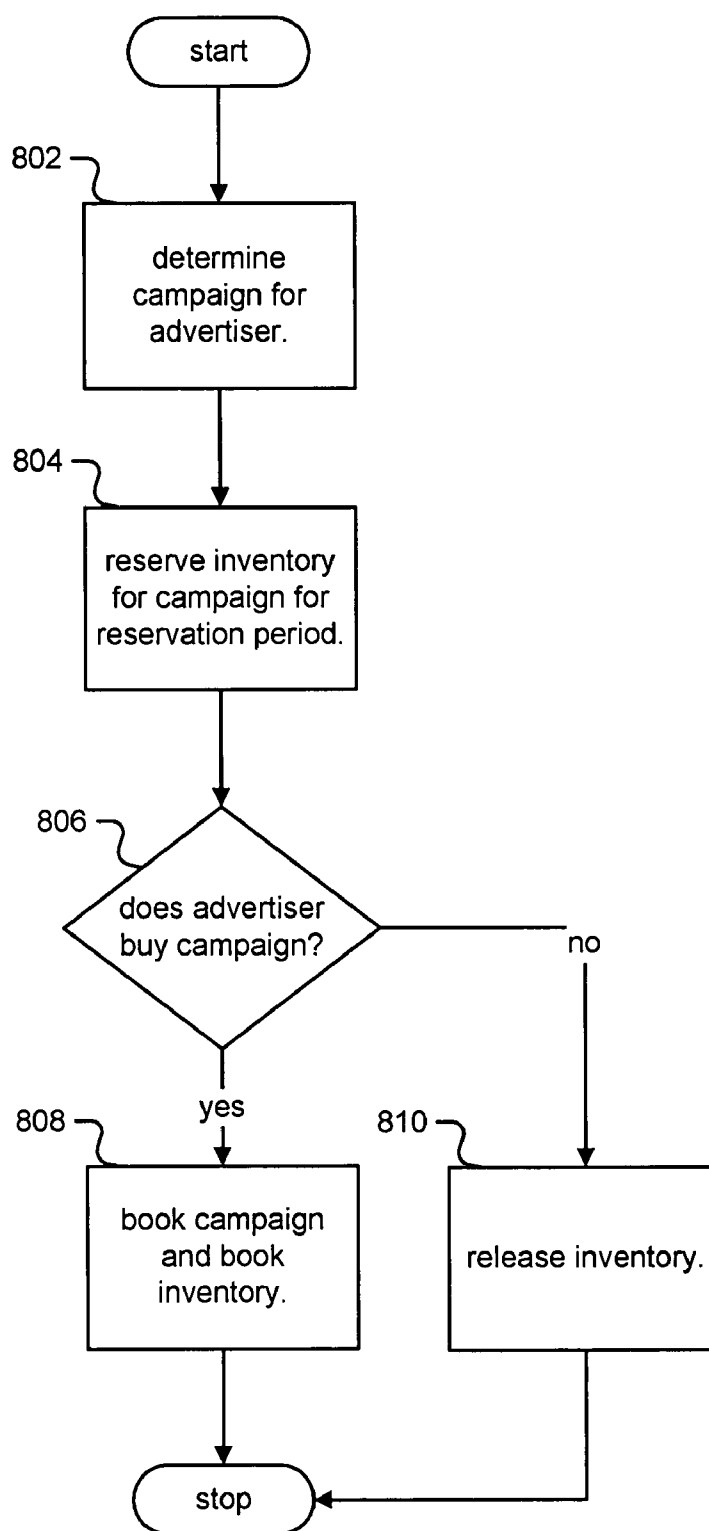 start
802
determine
campaign for
advertiser.
804
reserve inventory
for campaign for
reservation period.
806
does advertiser
buy campaign?
no
yes
808
book campaign
and book
inventory.
810
release inventory.
stop